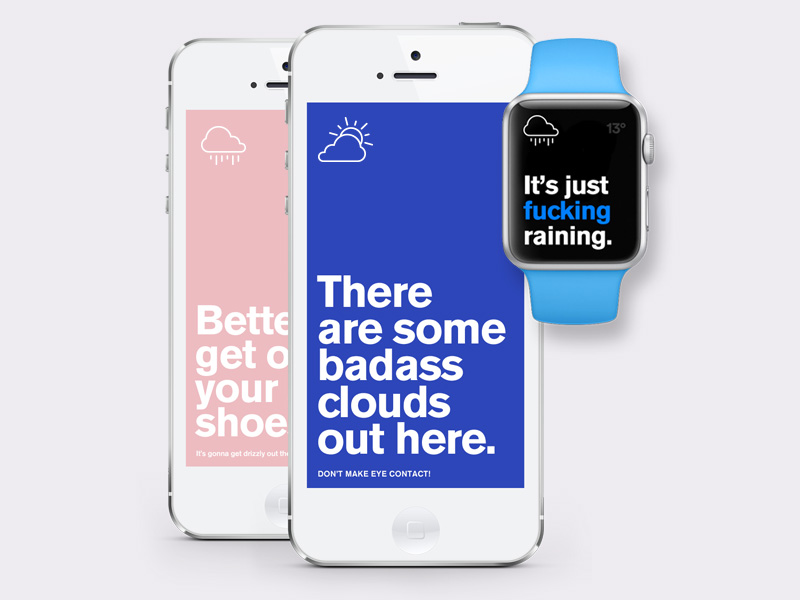 Bette
get o
your
shoe
It's gonna get drizzly out the
There
are some
badass
clouds
out here.
DON'T MAKE EYE CONTACT!
13°
It's just
fucking
raining.